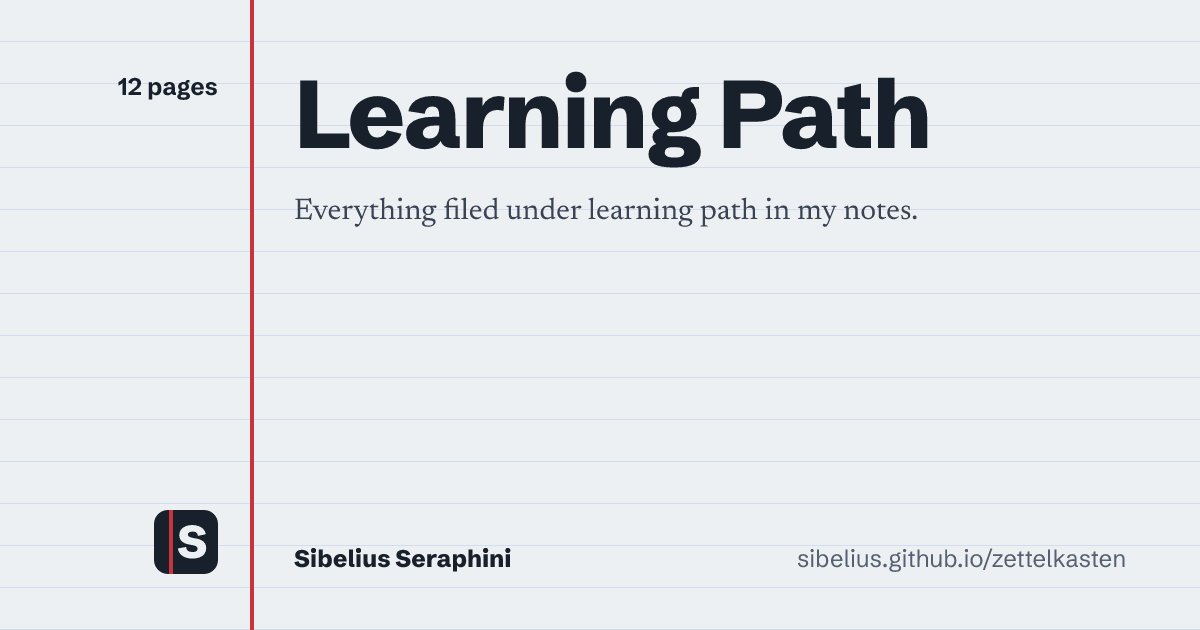 12 pages
Learning Path
Everything filed under learning path in my notes.
S
Sibelius Seraphini
sibelius.github.io/zettelkasten